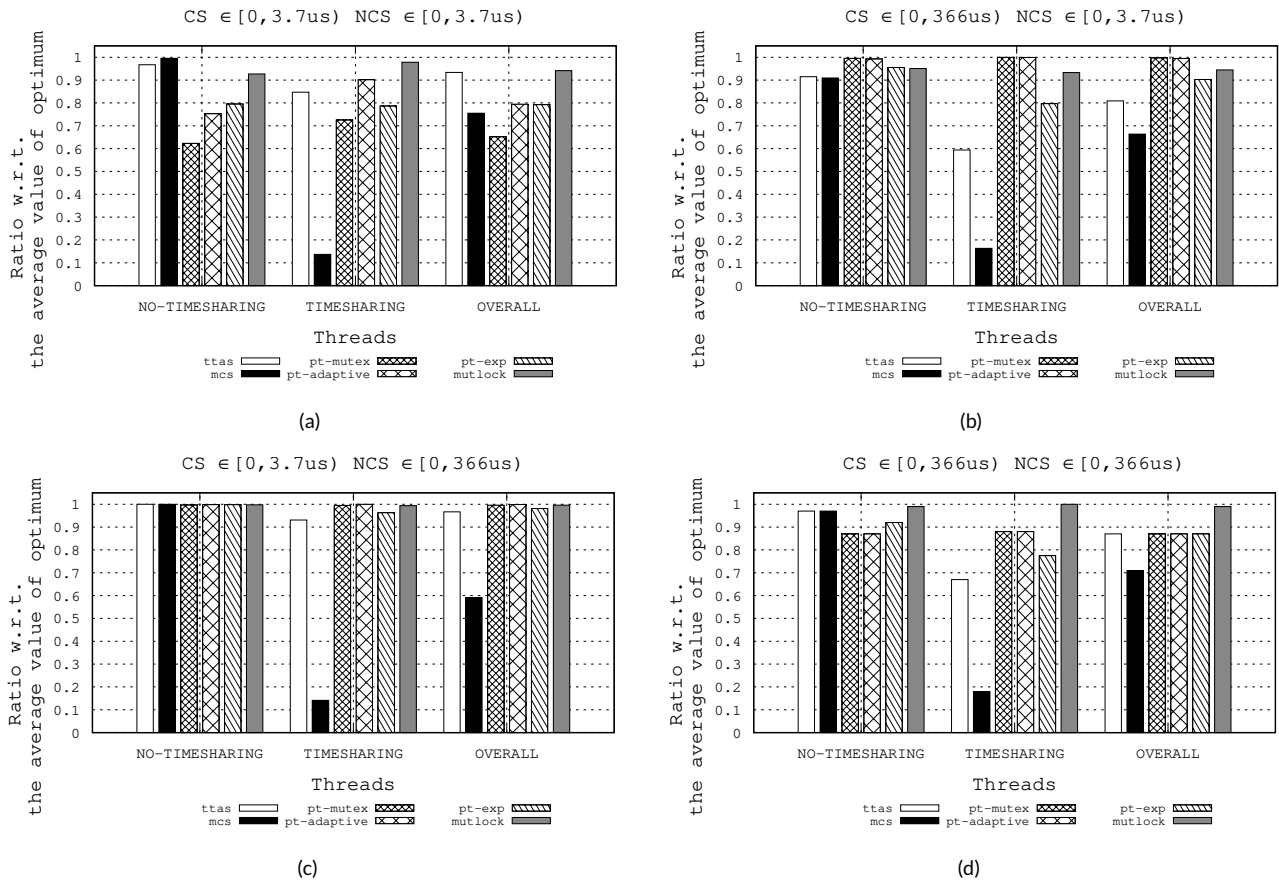 CS ∈[0,3.7us) NCS ∈[0,3.7us)
Ratio w.r.t.
the average value of optimum
1
0.9
0.8
0.7
0.6
0.5
0.4
0.3
0.2
0.1
0
NO-TIMESHARING TIMESHARING OVERALL
Threads
ttas pt-mutex pt-exp
mcs pt-adaptive mutlock
(a)
CS ∈[0,366us) NCS ∈[0,3.7us)
Ratio w.r.t.
the average value of optimum
1
0.9
0.8
0.7
0.6
0.5
0.4
0.3
0.2
0.1
0
NO-TIMESHARING TIMESHARING OVERALL
Threads
ttas pt-mutex pt-exp
mcs pt-adaptive mutlock
(b)
CS ∈[0,3.7us) NCS ∈[0,366us)
Ratio w.r.t.
the average value of optimum
1
0.9
0.8
0.7
0.6
0.5
0.4
0.3
0.2
0.1
0
NO-TIMESHARING TIMESHARING OVERALL
Threads
ttas pt-mutex pt-exp
mcs pt-adaptive mutlock
(c)
CS ∈[0,366us) NCS ∈[0,366us)
Ratio w.r.t.
the average value of optimum
1
0.9
0.8
0.7
0.6
0.5
0.4
0.3
0.2
0.1
0
NO-TIMESHARING TIMESHARING OVERALL
Threads
ttas pt-mutex pt-exp
mcs pt-adaptive mutlock
(d)